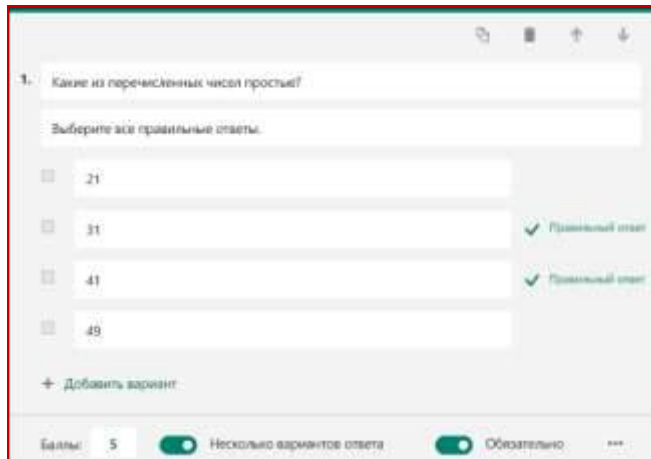 1. Какие из перечисленных чисел простые?
Выберите все правильные ответы.
21
31
Правильный ответ
41
Правильный ответ
49
+ Добавить вариант
Баллы: 5 Несколько вариантов ответа Обязательно ...